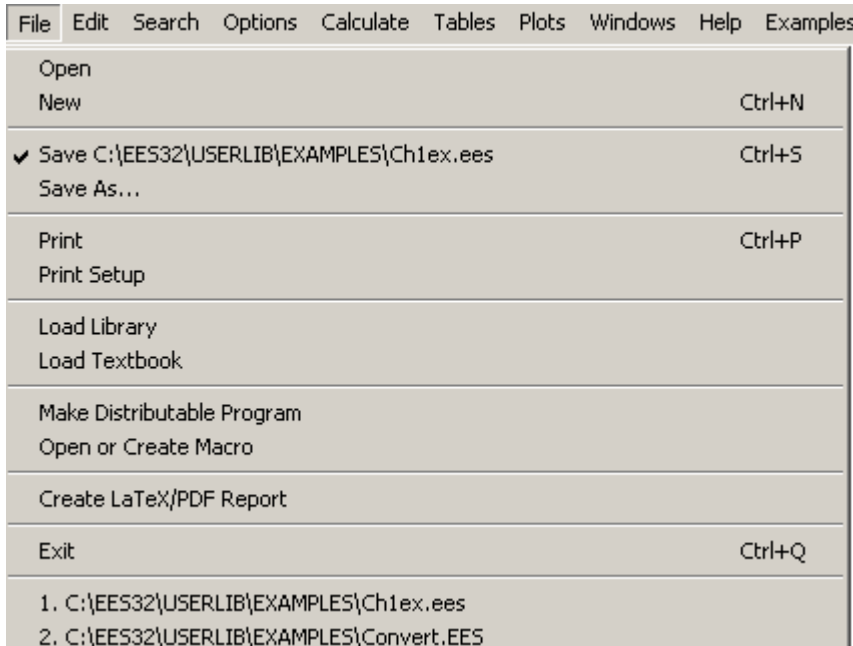 File Edit Search Options Calculate Tables Plots Windows Help Examples
Open
New Ctrl+N
Save C:\EES32\USERLIB\EXAMPLES\Ch1ex.ees Ctrl+S
Save As...
Print Ctrl+P
Print Setup
Load Library
Load Textbook
Make Distributable Program
Open or Create Macro
Create LaTeX/PDF Report
Exit Ctrl+Q
1. C:\EES32\USERLIB\EXAMPLES\Ch1ex.ees
2. C:\EES32\USERLIB\EXAMPLES\Convert.EES